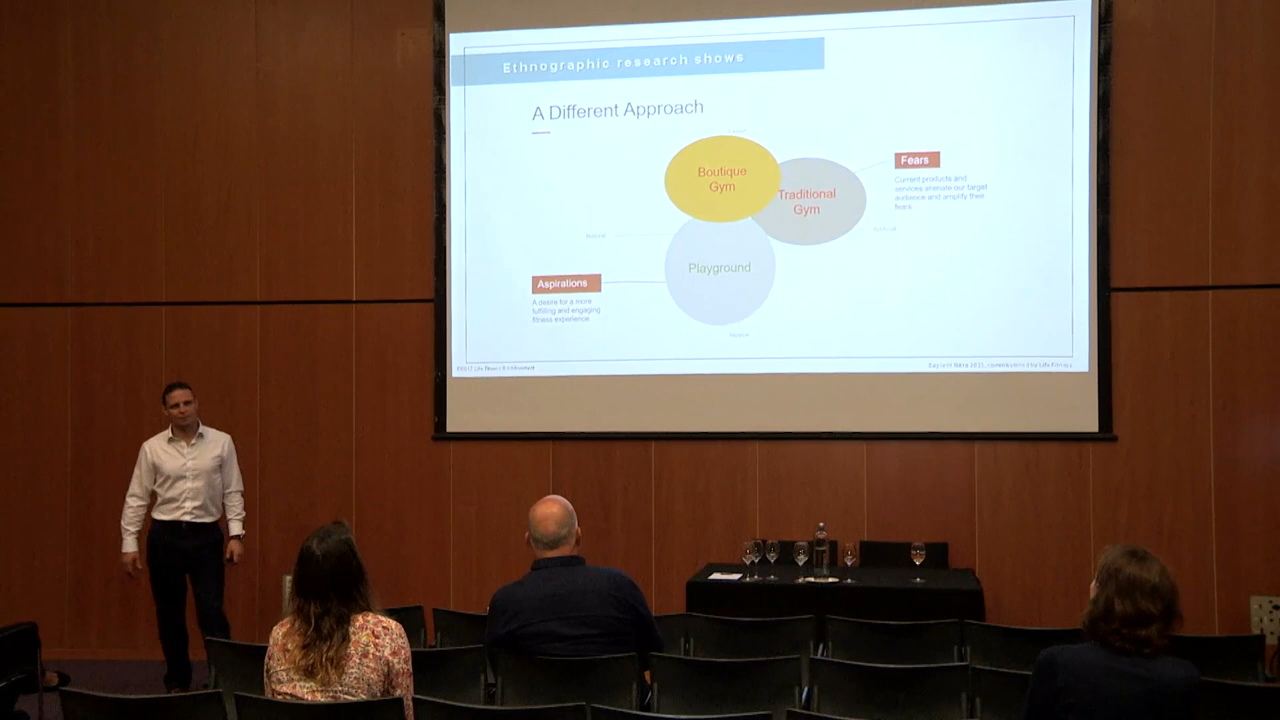 Ethnographic research shows
A Different Approach
Boutique
Gym
Traditional
Gym
Fears
Current products and
services alienate our target
audience and amplify their
fears
Playground
Aspirations
A desire for a more
fulfilling and engaging
fitness experience.